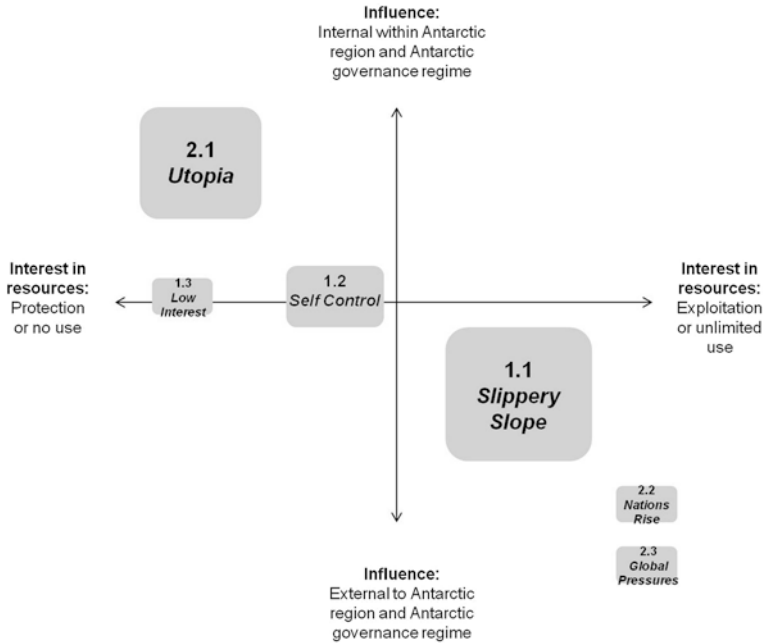 Influence:
Internal within Antarctic
region and Antarctic
governance regime
2.1
Utopia
Interest in
resources:
Protection
or no use
1.3
Low
Interest
1.2
Self Control
Interest in
resources:
Exploitation
or unlimited
use
1.1
Slippery
Slope
2.2
Nations
Rise
2.3
Global
Pressures
Influence:
External to Antarctic
region and Antarctic
governance regime